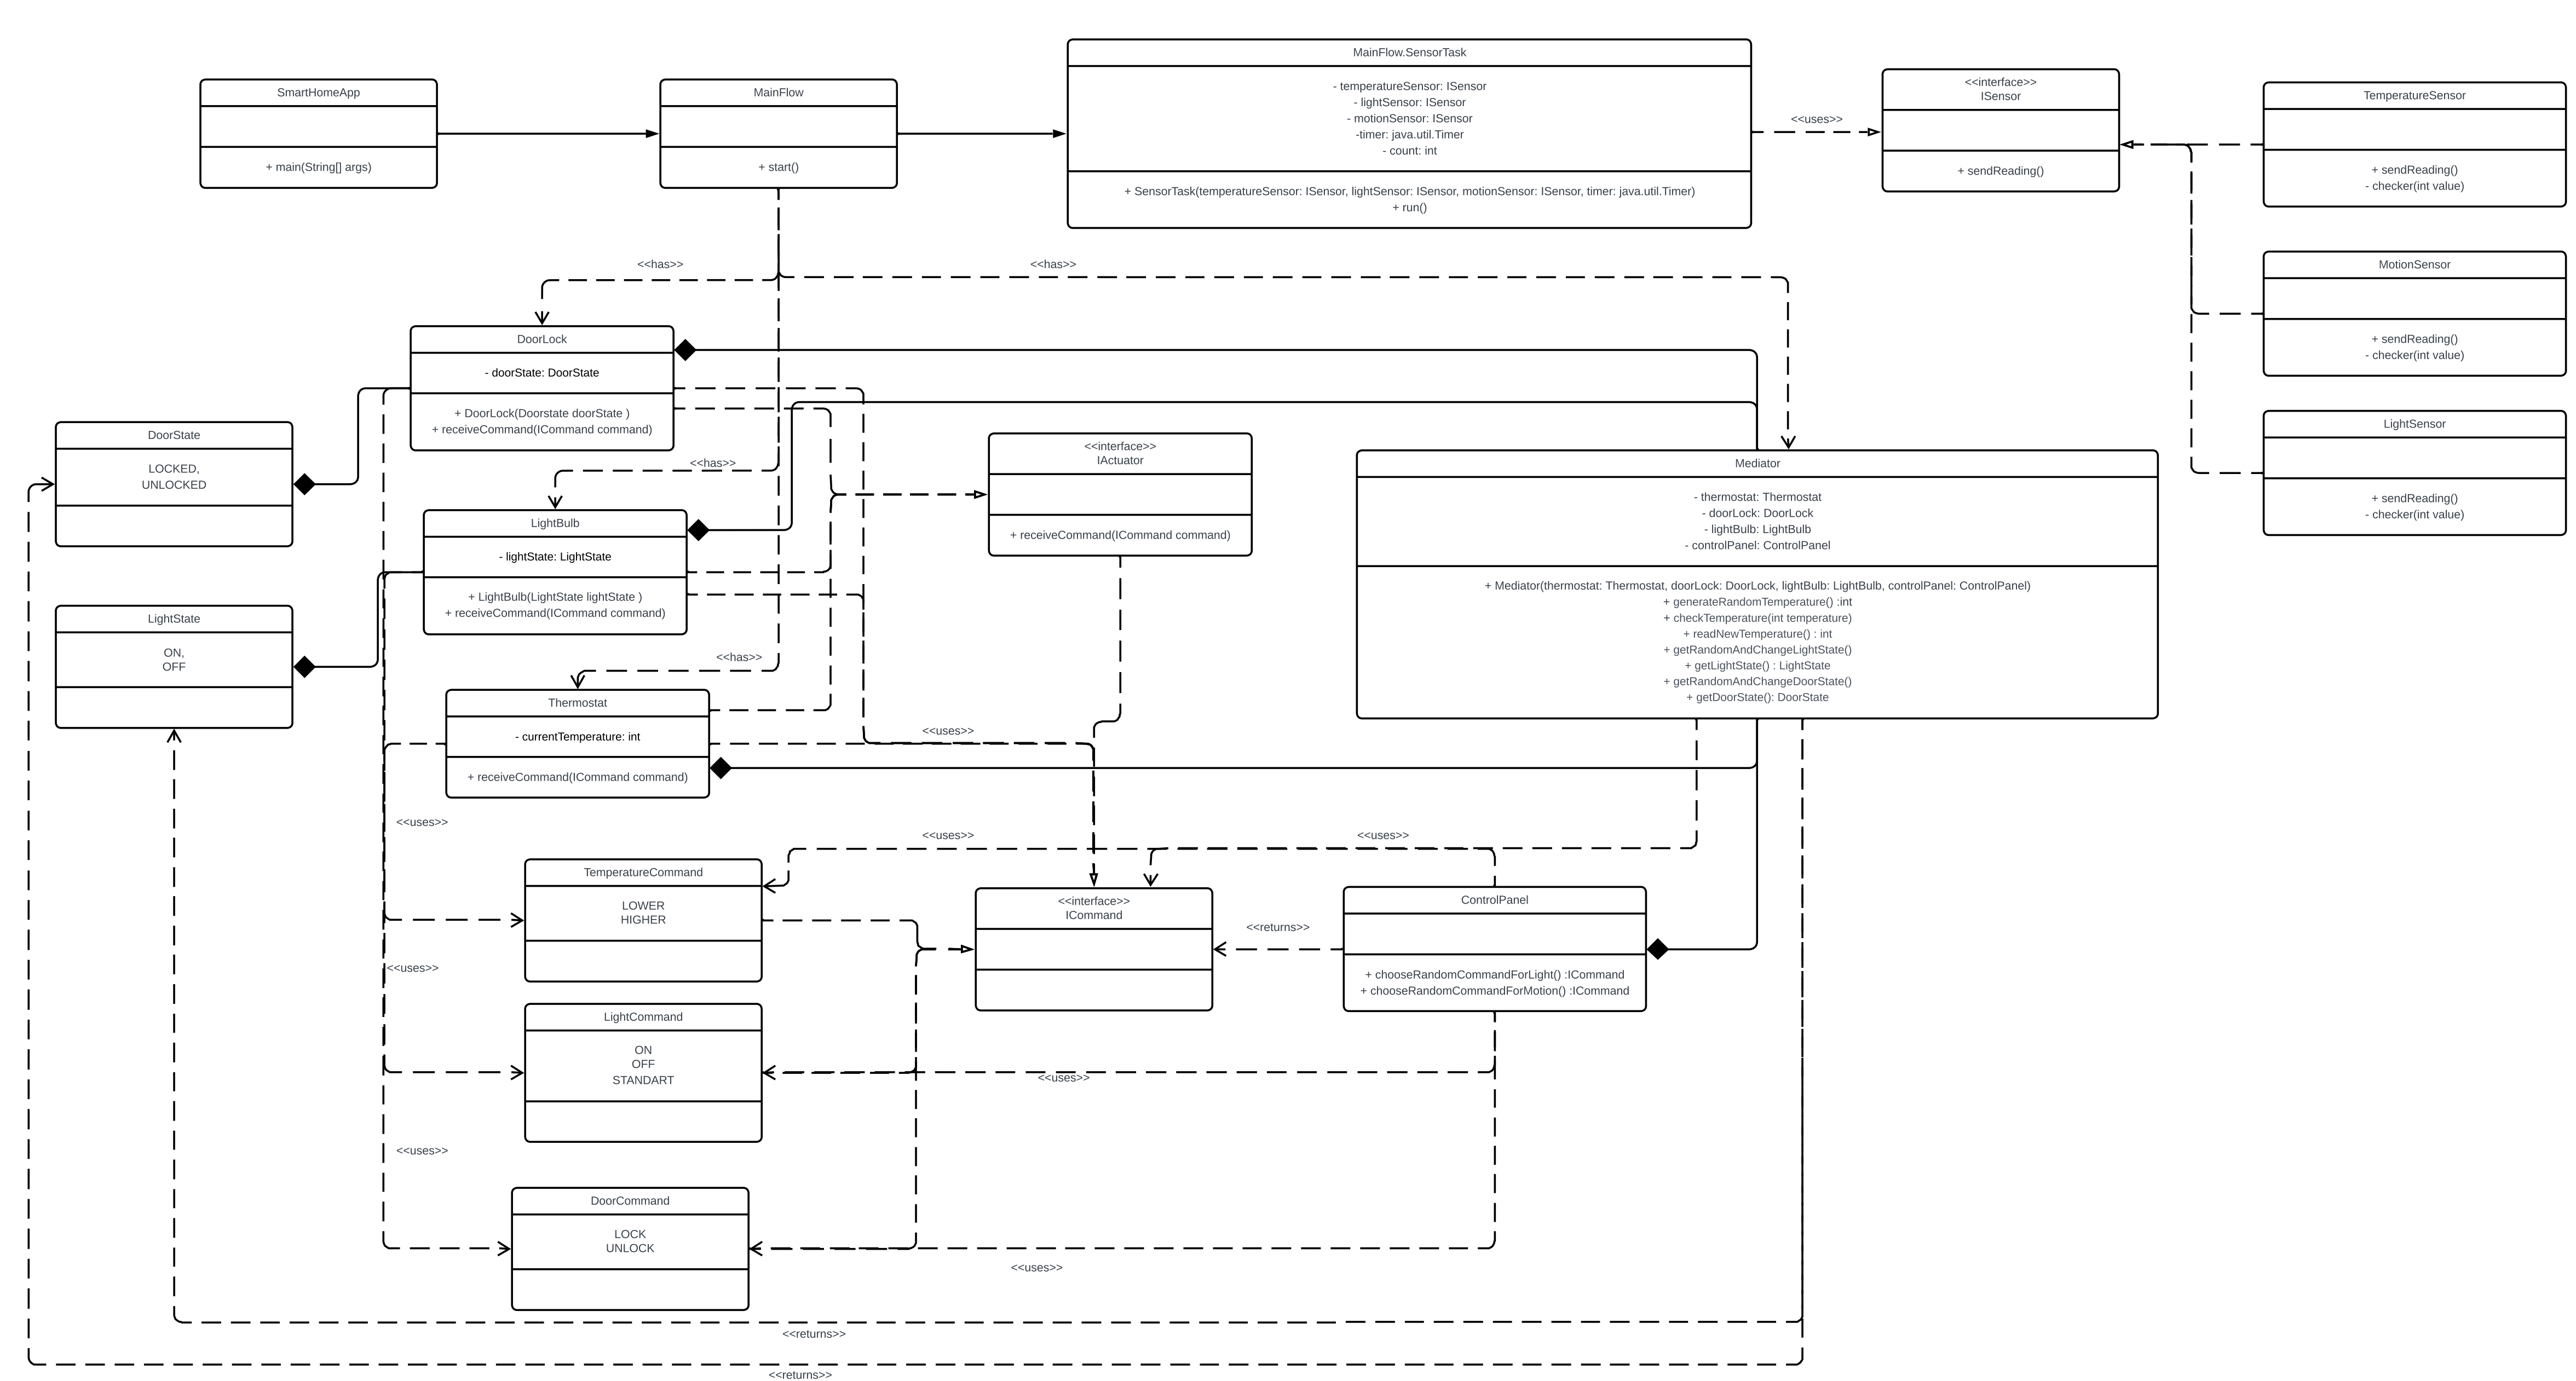 SmartHomeApp
+ main(String[] args)
MainFlow
+ start()
MainFlow.SensorTask
- temperatureSensor: ISensor
- lightSensor: ISensor
- motionSensor: ISensor
-timer: java.util.Timer
- count: int
+ SensorTask(temperatureSensor: ISensor, lightSensor: ISensor, motionSensor: ISensor, timer: java.util.Timer)
+ run()
<<uses>>
<<interface>>
ISensor
+ sendReading()
TemperatureSensor
+ sendReading()
- checker(int value)
MotionSensor
+ sendReading()
- checker(int value)
LightSensor
+ sendReading()
- checker(int value)
<<has>>
<<has>>
DoorLock
- doorState: DoorState
+ DoorLock(Doorstate doorState )
+ receiveCommand(ICommand command)
DoorState
LOCKED,
UNLOCKED
<<has>>
LightBulb
- lightState: LightState
+ LightBulb(LightState lightState )
+ receiveCommand(ICommand command)
<<interface>>
IActuator
+ receiveCommand(ICommand command)
Mediator
- thermostat: Thermostat
- doorLock: DoorLock
- lightBulb: LightBulb
- controlPanel: ControlPanel
+ Mediator(thermostat: Thermostat, doorLock: DoorLock, lightBulb: LightBulb, controlPanel: ControlPanel)
+ generateRandomTemperature() :int
+ checkTemperature(int temperature)
+ readNewTemperature() : int
+ getRandomAndChangeLightState()
+ getLightState() : LightState
+ getRandomAndChangeDoorState()
+ getDoorState(): DoorState
LightState
ON,
OFF
<<has>>
Thermostat
- currentTemperature: int
+ receiveCommand(ICommand command)
<<uses>>
<<uses>>
<<uses>>
<<uses>>
TemperatureCommand
LOWER
HIGHER
<<interface>>
ICommand
<<returns>>
ControlPanel
+ chooseRandomCommandForLight() :ICommand
+ chooseRandomCommandForMotion() :ICommand
<<uses>>
LightCommand
ON
OFF
STANDART
<<uses>>
<<uses>>
DoorCommand
LOCK
UNLOCK
<<uses>>
<<returns>>
<<returns>>